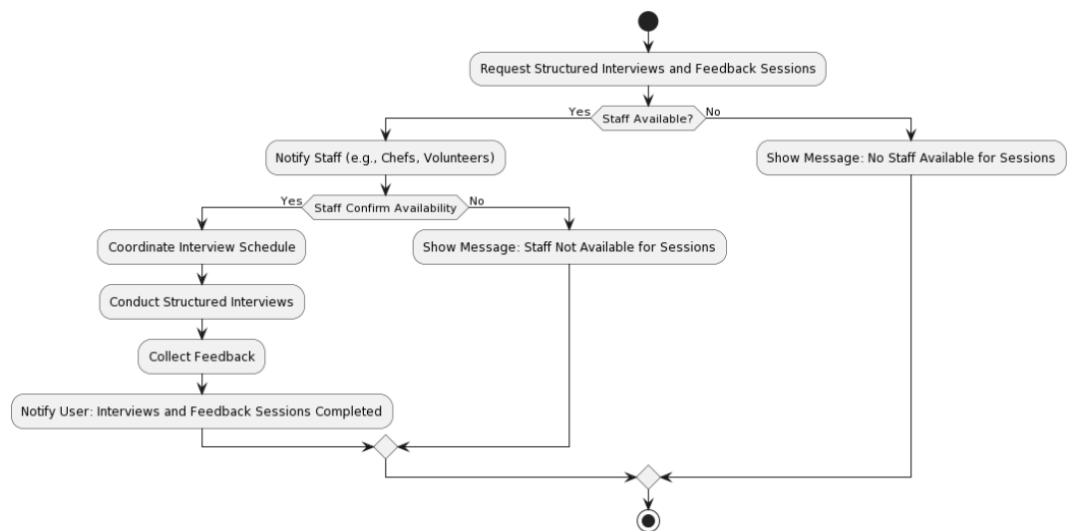 Request Structured Interviews and Feedback Sessions
Yes
Staff Available?
No
Notify Staff (e.g., Chefs, Volunteers)
Show Message: No Staff Available for Sessions
Yes
Staff Confirm Availability
No
Coordinate Interview Schedule
Show Message: Staff Not Available for Sessions
Conduct Structured Interviews
Collect Feedback
Notify User: Interviews and Feedback Sessions Completed